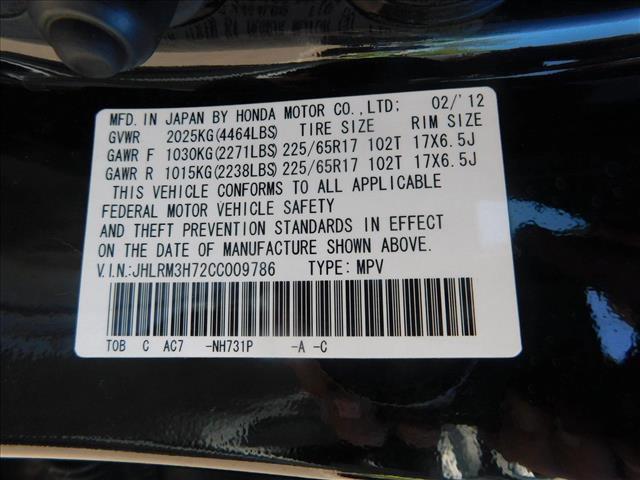 MFD. IN JAPAN BY HONDA MOTOR CO., LTD: 02/'12
GVWR 2025KG(4464LBS) TIRE SIZE RIM SIZE
GAWR F 1030KG(2271LBS) 225/65R17 102T 17X6.5J
GAWR R 1015KG(2238LBS) 225/65R17 102T 17X6.5J
THIS VEHICLE CONFORMS TO ALL APPLICABLE
FEDERAL MOTOR VEHICLE SAFETY
AND THEFT PREVENTION STANDARDS IN EFFECT
ON THE DATE OF MANUFACTURE SHOWN ABOVE.
V.I.N.:JHLRM3H72CC009786 TYPE: MPV
TOB C AC7 -NH731P -A -C